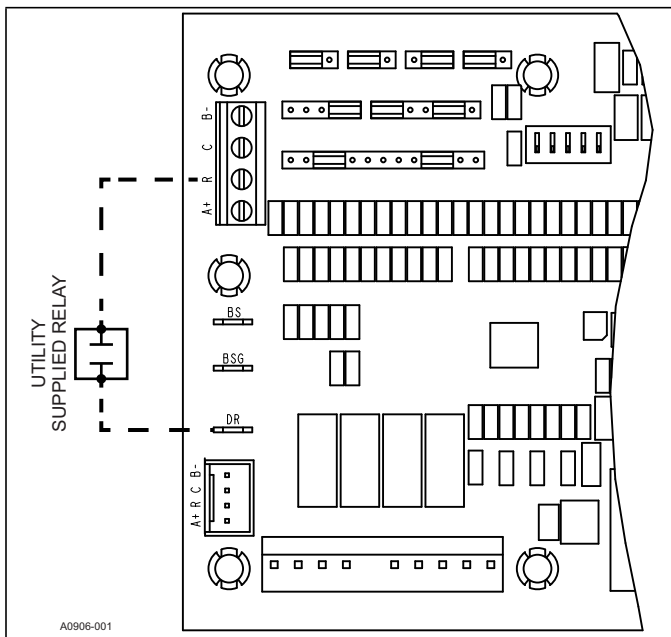 B-
C
R
A+
UTILITY
SUPPLIED RELAY
BS
BSG
DR
A+ R C B-
A0906-001